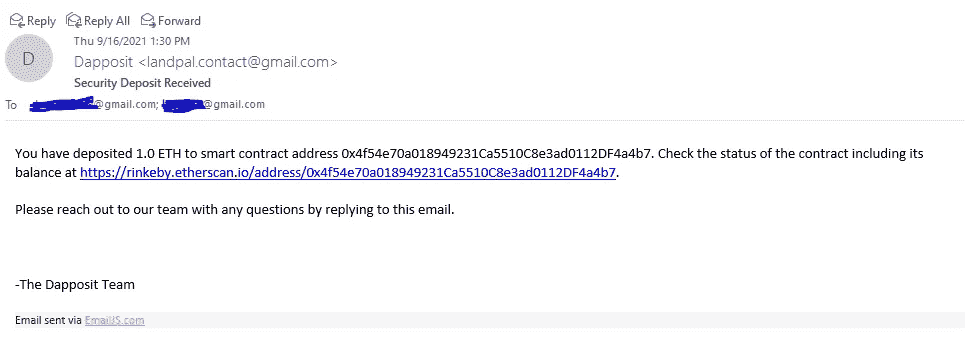 Reply Reply All Forward
Thu 9/16/2021 1:30 PM
D
Dapposit <landpal.contact@gmail.com>
Security Deposit Received
To @gmail.com; @gmail.com
You have deposited 1.0 ETH to smart contract address 0x4f54e70a018949231Ca5510C8e3ad0112DF4a4b7. Check the status of the contract including its
balance at https://rinkeby.etherscan.io/address/0x4f54e70a018949231Ca5510C8e3ad0112DF4a4b7.
Please reach out to our team with any questions by replying to this email.
-The Dapposit Team
Email sent via EmailJS.com